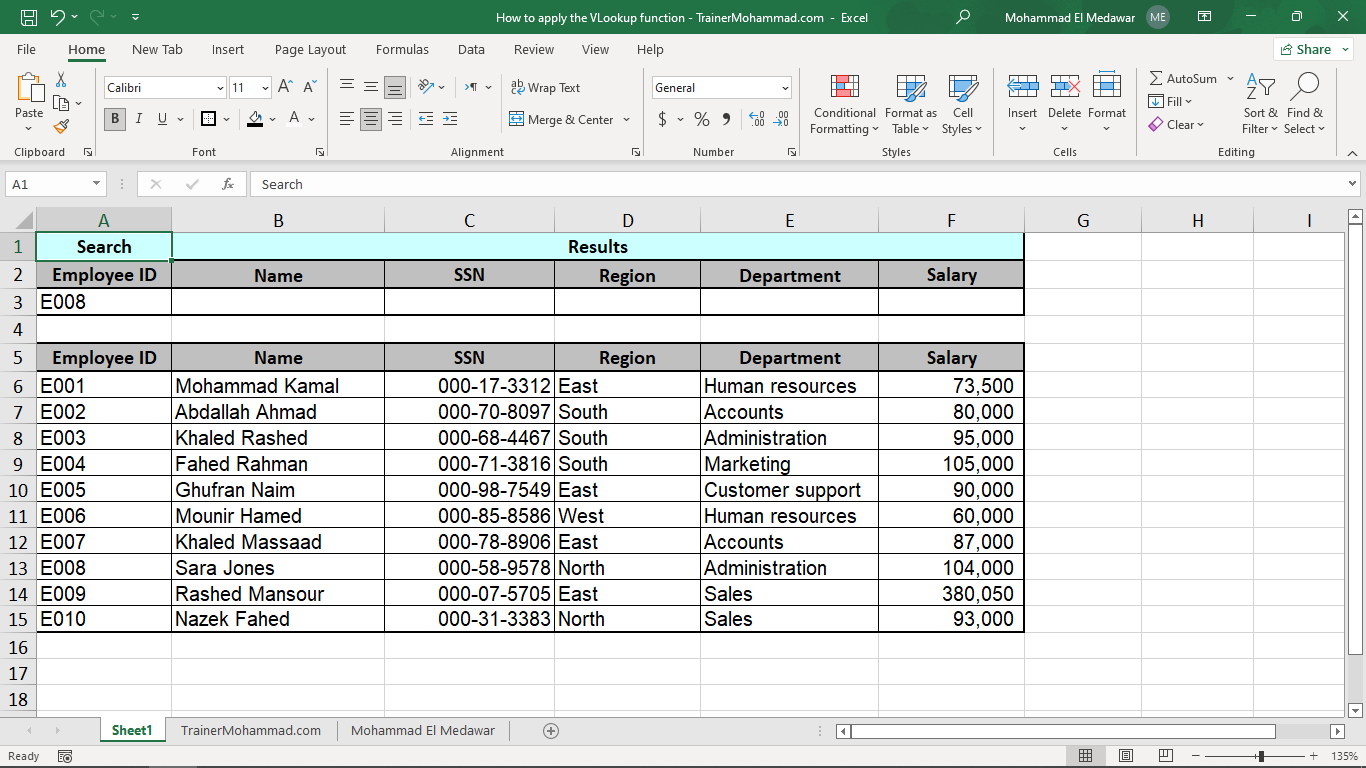 How to apply the VLookup function - TrainerMohammad.com - Excel
Mohammad El Medawar ME
File Home New Tab Insert Page Layout Formulas Data Review View Help Share
Paste
Clipboard
Calibri 11
B I U A
Font
ab Wrap Text
Merge & Center
Alignment
General
$ % 9 .00 .00
Number
Conditional Formatting
Format as Table
Cell Styles
Styles
Insert Delete Format
Cells
AutoSum
Fill
Clear
Sort & Filter
Find & Select
Editing
A1 fx Search
A B C D E F G H I
1 Search Results
2 Employee ID Name SSN Region Department Salary
3 E008
4
5 Employee ID Name SSN Region Department Salary
6 E001 Mohammad Kamal 000-17-3312 East Human resources 73,500
7 E002 Abdallah Ahmad 000-70-8097 South Accounts 80,000
8 E003 Khaled Rashed 000-68-4467 South Administration 95,000
9 E004 Fahed Rahman 000-71-3816 South Marketing 105,000
10 E005 Ghufran Naim 000-98-7549 East Customer support 90,000
11 E006 Mounir Hamed 000-85-8586 West Human resources 60,000
12 E007 Khaled Massaad 000-78-8906 East Accounts 87,000
13 E008 Sara Jones 000-58-9578 North Administration 104,000
14 E009 Rashed Mansour 000-07-5705 East Sales 380,050
15 E010 Nazek Fahed 000-31-3383 North Sales 93,000
16
17
18
Sheet1 TrainerMohammad.com Mohammad El Medawar
Ready 135%